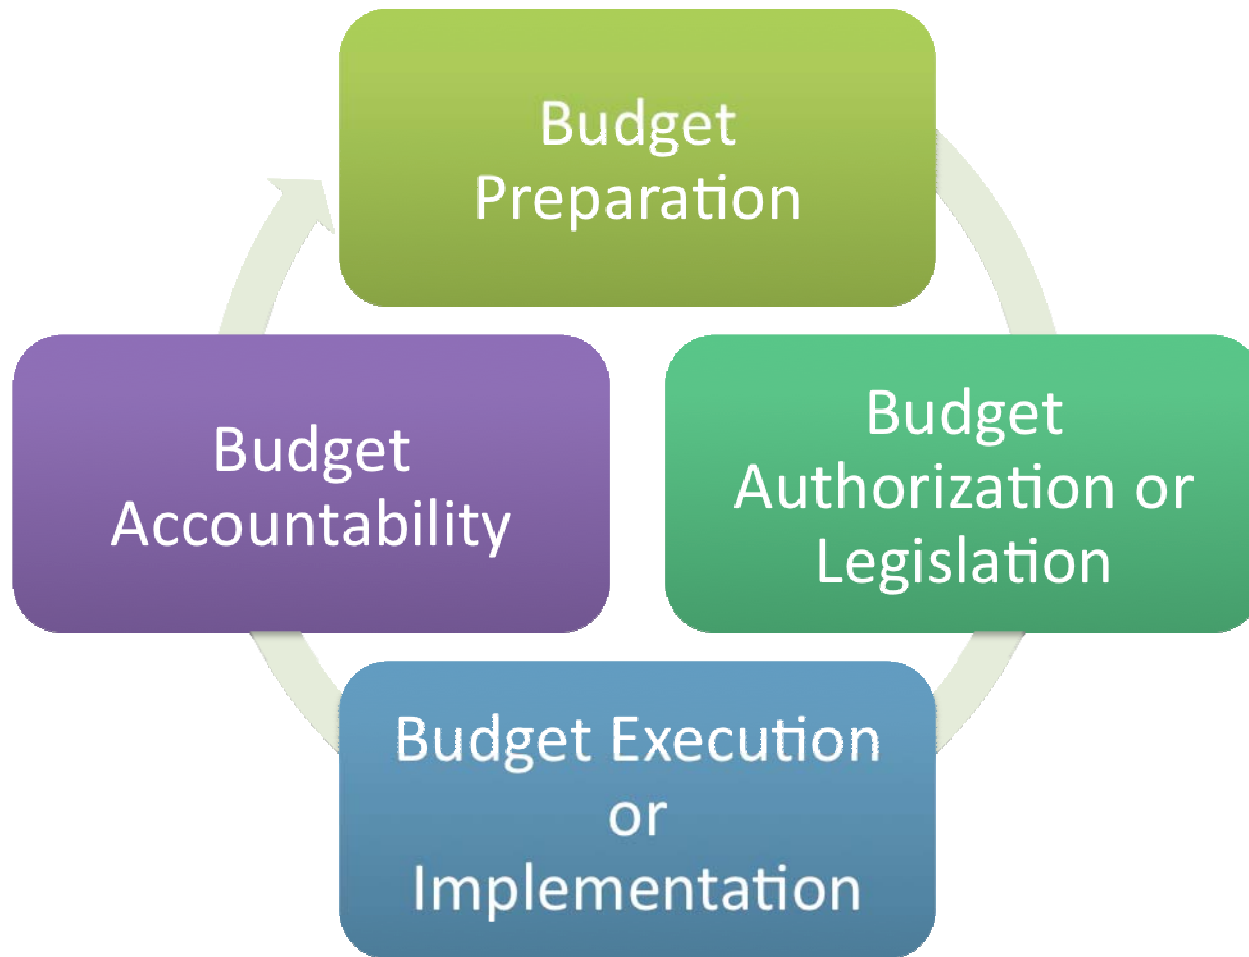 Budget
Preparation
Budget
Authorization or
Legislation
Budget Execution
or
Implementation
Budget
Accountability